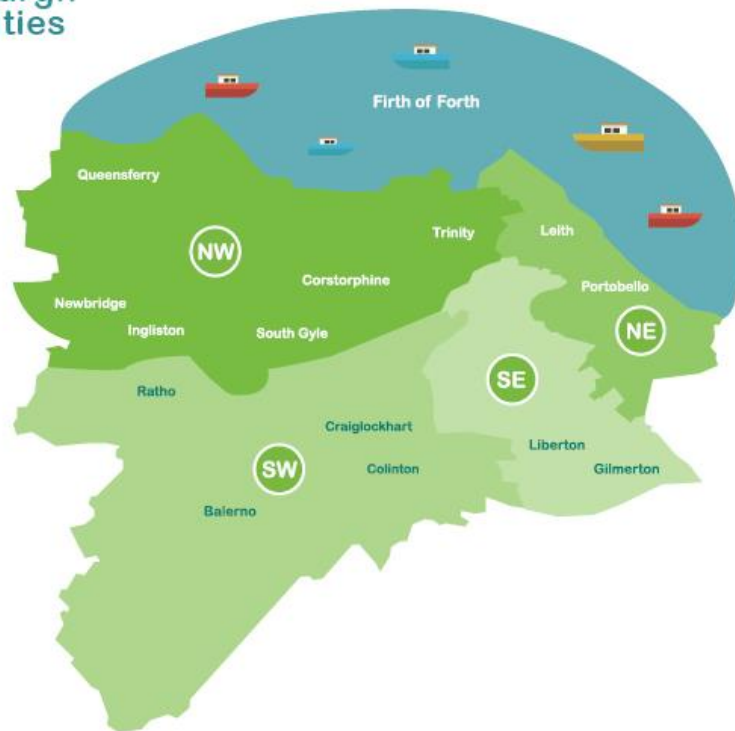 ties
Firth of Forth
Queensferry
Trinity
Leith
NW
Corstorphine
Portobello
Newbridge
Ingliston
South Gyle
NE
SE
Ratho
Craiglockhart
Liberton
SW
Colinton
Gilmerton
Balerno